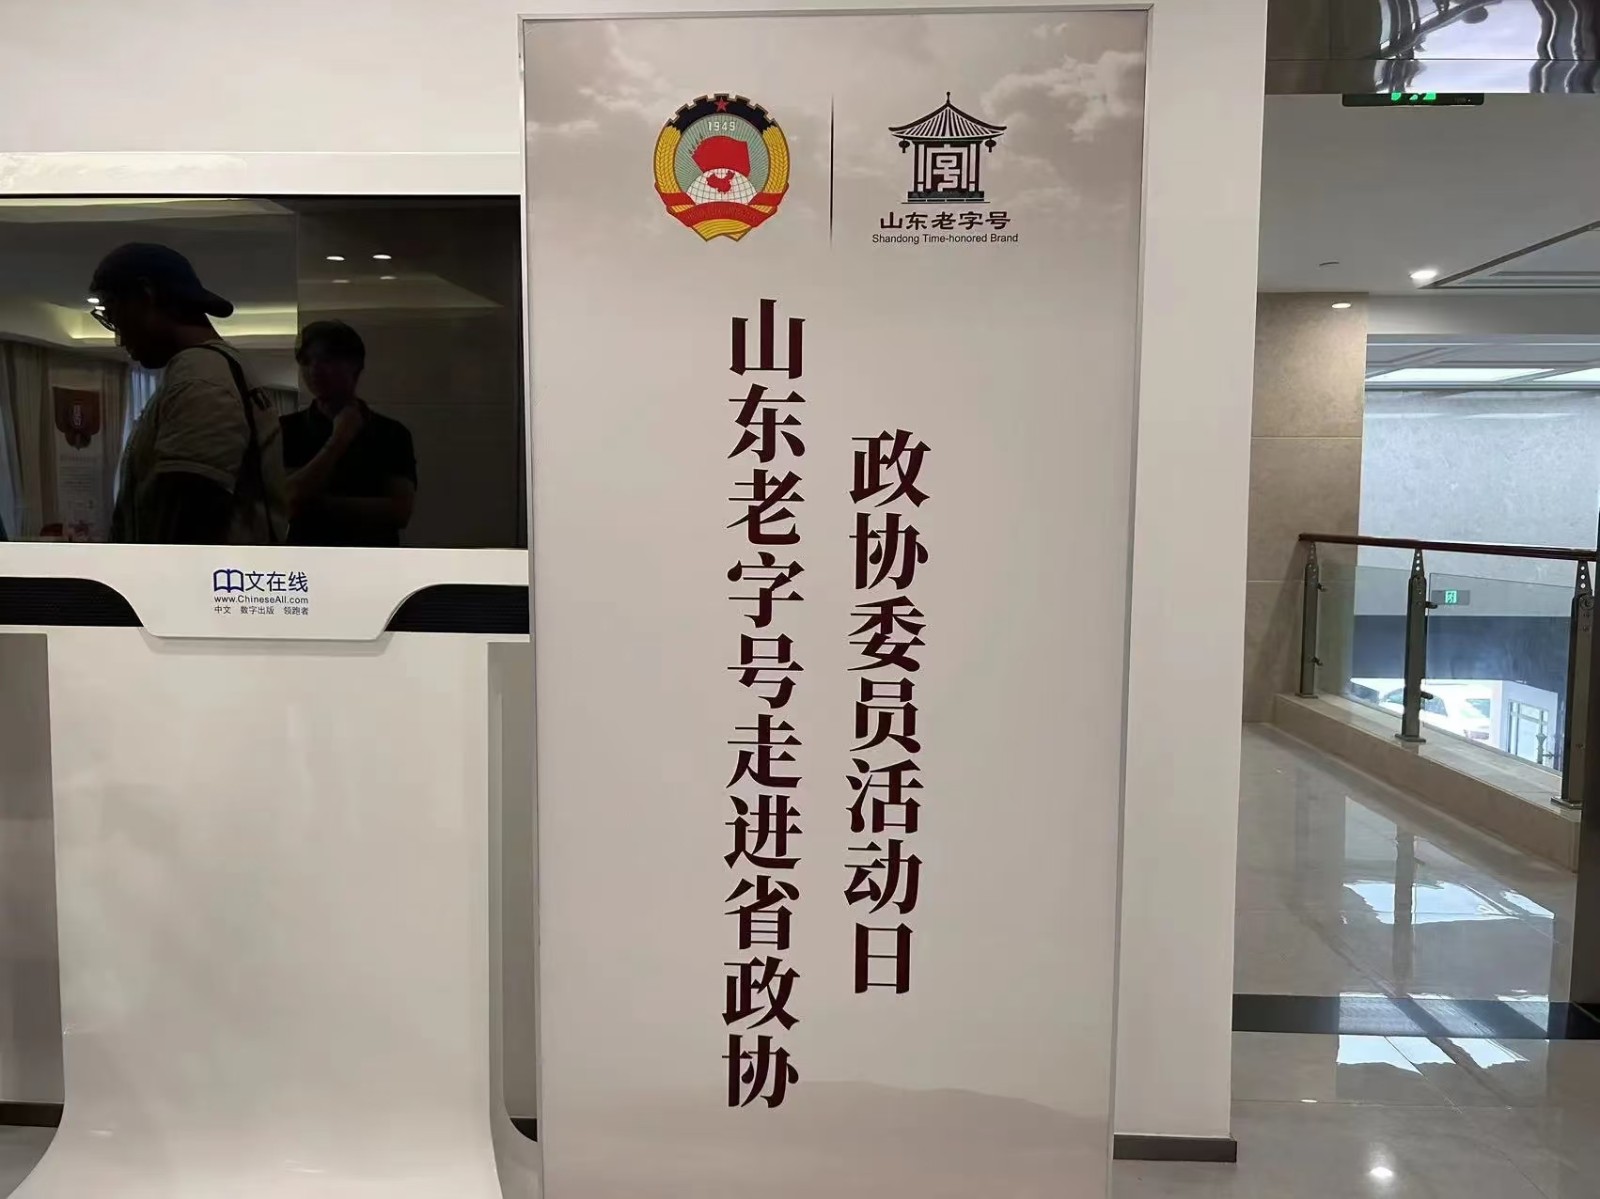 1949
山东老字号
Shandong Time-honored Brand
山东老字号走进省政协
政协委员活动日
中文在线
www.ChineseAll.com
中文 数字出版 领跑者